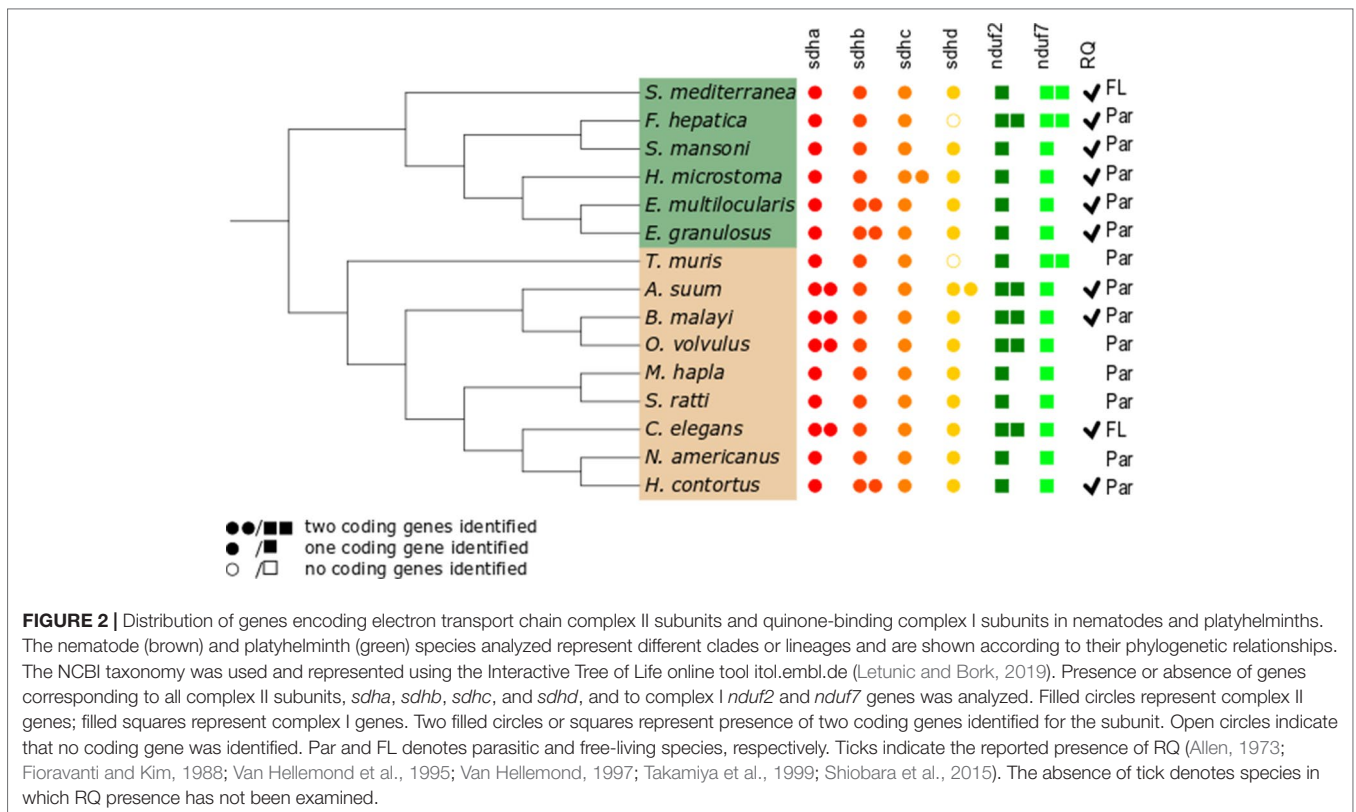 sdha sdhb sdhc sdhd nduf2 nduf7 RQ
S. mediterranea FL
F. hepatica Par
S. mansoni Par
H. microstoma Par
E. multilocularis Par
E. granulosus Par
T. muris Par
A. suum Par
B. malayi Par
O. volvulus Par
M. hapla Par
S. ratti Par
C. elegans FL
N. americanus Par
H. contortus Par
/ two coding genes identified
/ one coding gene identified
/ no coding genes identified
FIGURE 2 | Distribution of genes encoding electron transport chain complex II subunits and quinone-binding complex I subunits in nematodes and platyhelminths.
The nematode (brown) and platyhelminth (green) species analyzed represent different clades or lineages and are shown according to their phylogenetic relationships.
The NCBI taxonomy was used and represented using the Interactive Tree of Life online tool itol.embl.de (Letunic and Bork, 2019). Presence or absence of genes
corresponding to all complex II subunits, sdha, sdhb, sdhc, and sdhd, and to complex I nduf2 and nduf7 genes was analyzed. Filled circles represent complex II
genes; filled squares represent complex I genes. Two filled circles or squares represent presence of two coding genes identified for the subunit. Open circles indicate
that no coding gene was identified. Par and FL denotes parasitic and free-living species, respectively. Ticks indicate the reported presence of RQ (Allen, 1973;
Fioravanti and Kim, 1988; Van Hellemond et al., 1995; Van Hellemond, 1997; Takamiya et al., 1999; Shiobara et al., 2015). The absence of tick denotes species in
which RQ presence has not been examined.